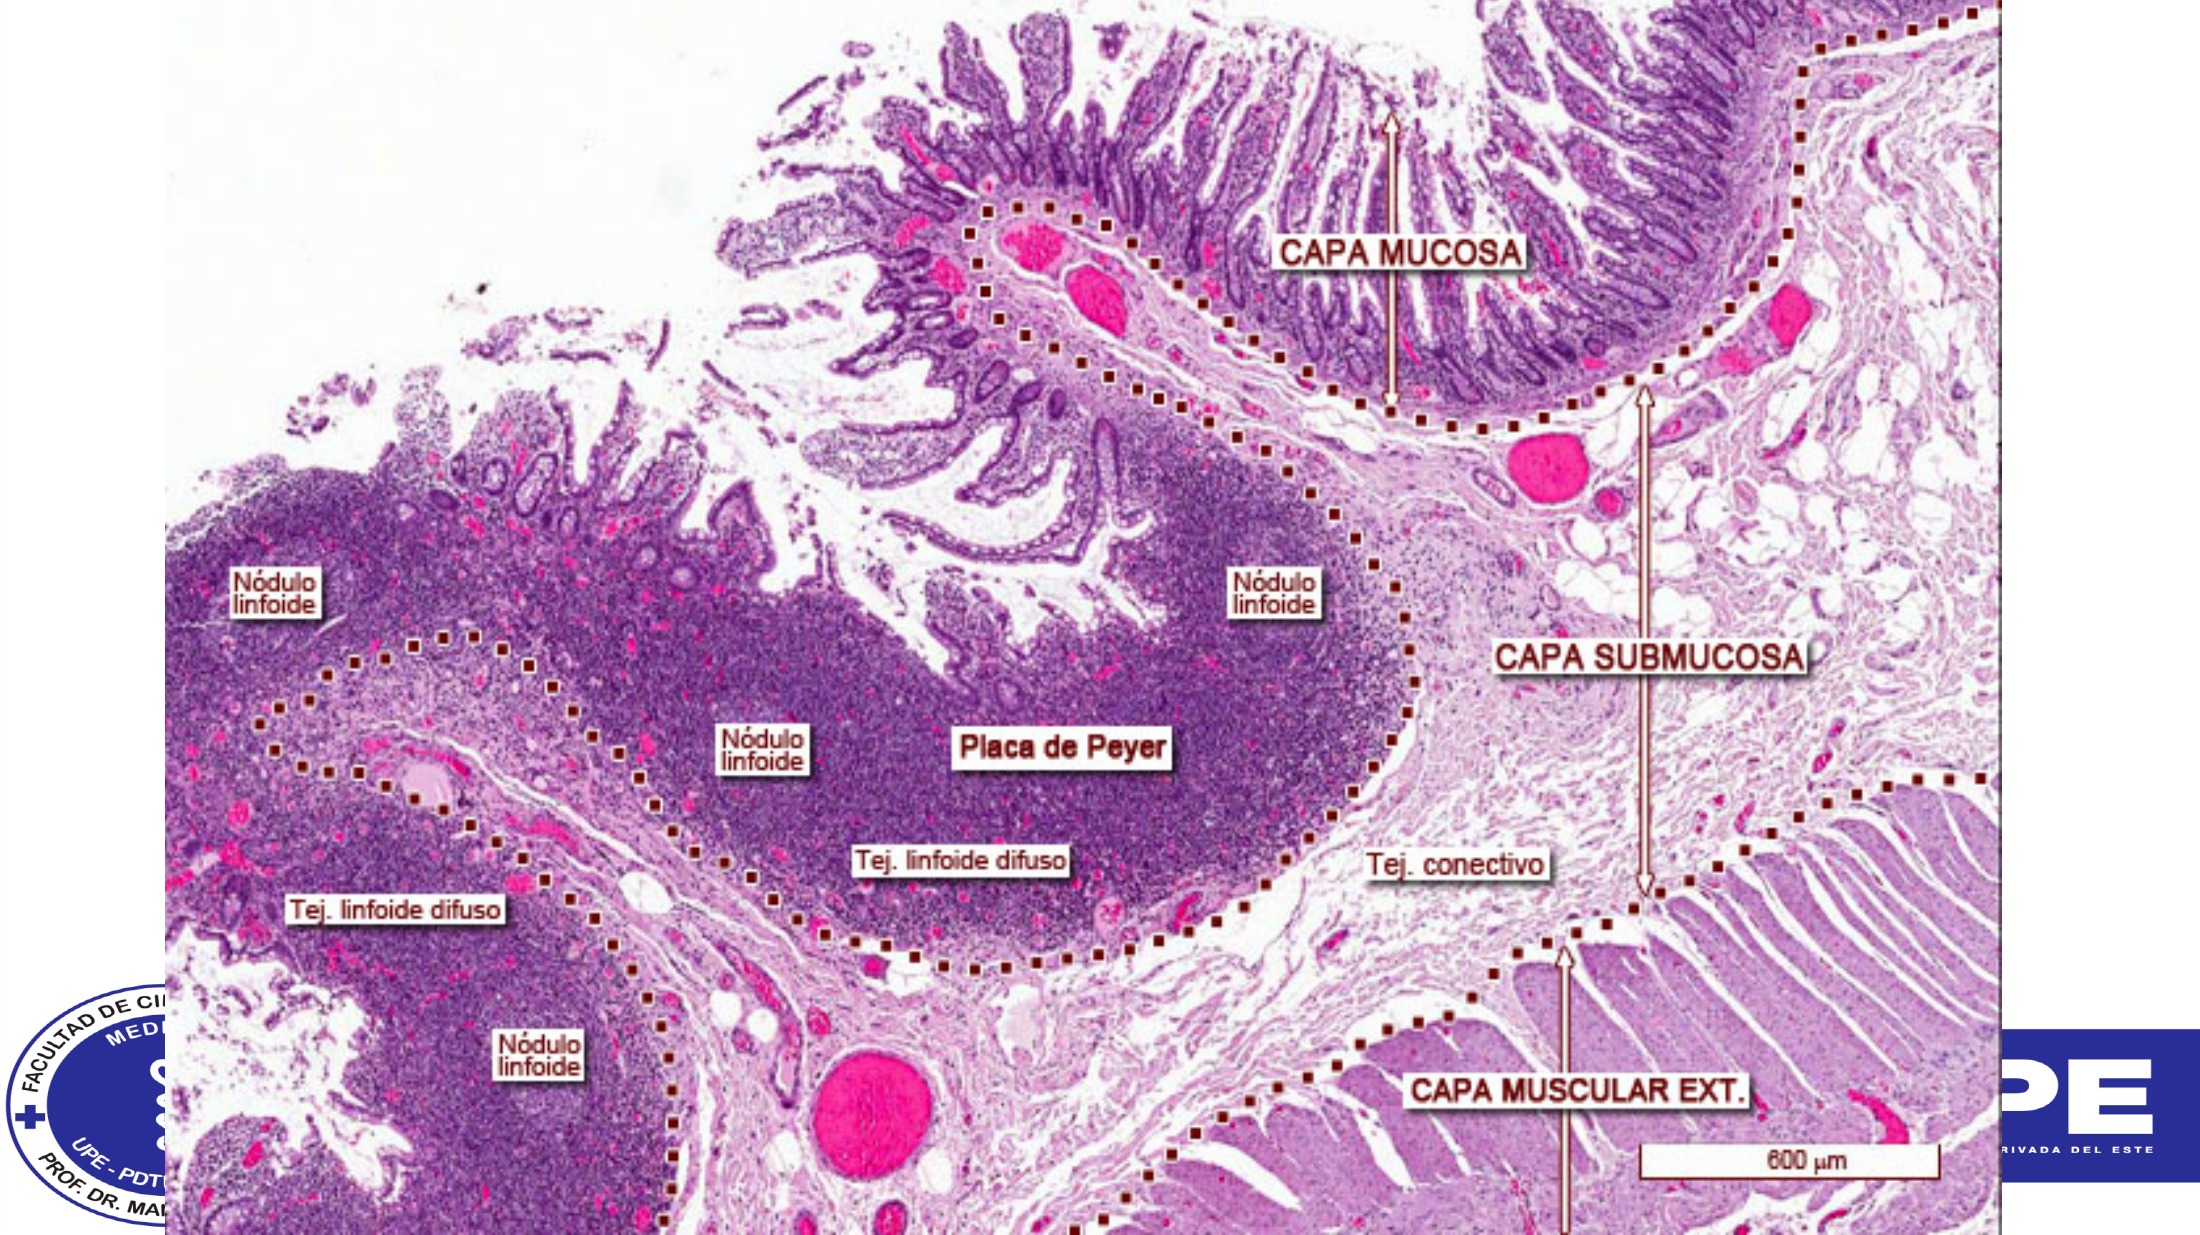 CAPA MUCOSA
Nódulo
linfoide
Nódulo
linfoide
CAPA SUBMUCOSA
Nódulo
linfoide
Placa de Peyer
Tej. linfoide difuso
Tej. conectivo
Tej. linfoide difuso
Nódulo
linfoide
CAPA MUSCULAR EXT.
600 µm
FACULTAD DE CI
MEDI
UPE - PDT
PROF. DR. MA
PE
RIVADA DEL ESTE